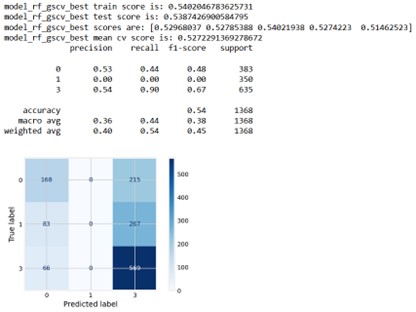 model_rf_gscv_best train score is: 0.5402046783625731
model_rf_gscv_best test score is: 0.5387426900584795
model_rf_gscv_best scores are: [0.52968037 0.52785388 0.54021938 0.5274223 0.51462523]
model_rf_gscv_best mean cv score is: 0.5272291369278672
precision recall f1-score support
0 0.53 0.44 0.48 383
1 0.00 0.00 0.00 350
3 0.54 0.90 0.67 635
accuracy 0.54 1368
macro avg 0.36 0.44 0.38 1368
weighted avg 0.40 0.54 0.45 1368
0 168 0 215
1 83 0 267
3 66 0 569
True label
0 1 3
Predicted label
500
400
300
200
100
0